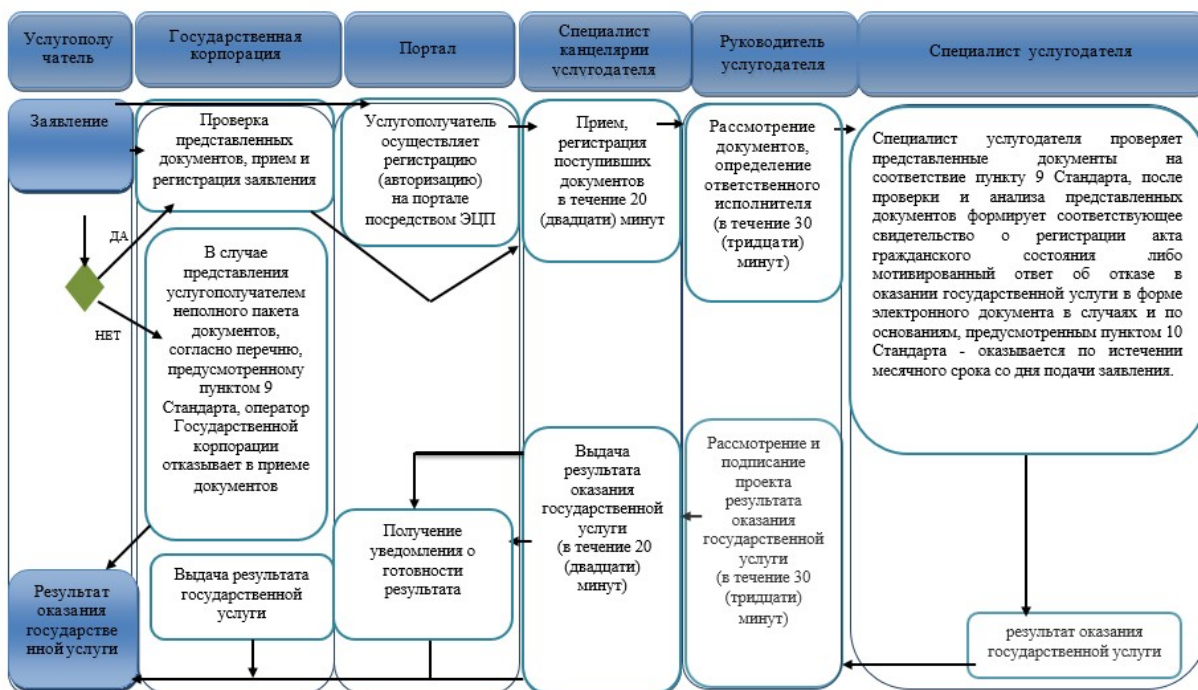 Услугополу
чатель
Государственная
корпорация
Портал
Специалист
канцелярии
услугодателя
Руководитель
услугодателя
Специалист услугодателя
Заявление
Проверка
представленных
документов, прием и
регистрация заявления
Услугополучатель
осуществляет
регистрацию
(авторизацию)
на портале
посредством ЭЦП
Прием,
регистрация
поступивших
документов
в течение 20
(двадцати) минут
Рассмотрение
документов,
определение
ответственного
исполнителя
(в течение 30
(тридцати)
минут)
Специалист услугодателя проверяет
представленные документы на
соответствие пункту 9 Стандарта, после
проверки и анализа представленных
документов формирует соответствующее
свидетельство о регистрации акта
гражданского состояния либо
мотивированный ответ об отказе в
оказании государственной услуги в форме
электронного документа в случаях и по
основаниям, предусмотренным пунктом 10
Стандарта - оказывается по истечении
месячного срока со дня подачи заявления.
ДА
НЕТ
В случае
представления
услугополучателем
неполного пакета
документов,
согласно перечню,
предусмотренному
пунктом 9
Стандарта, оператор
Государственной
корпорации
отказывает в приеме
документов
Выдача
результата
оказания
государственной
услуги
(в течение 20
(двадцати)
минут)
Рассмотрение и
подписание
проекта
результата
оказания
государственной
услуги
(в течение 30
(тридцати)
минут)
Получение
уведомления о
готовности
результата
Результат
оказания
государстве
нной услуги
Выдача результата
государственной
услуги
результат оказания
государственной услуги